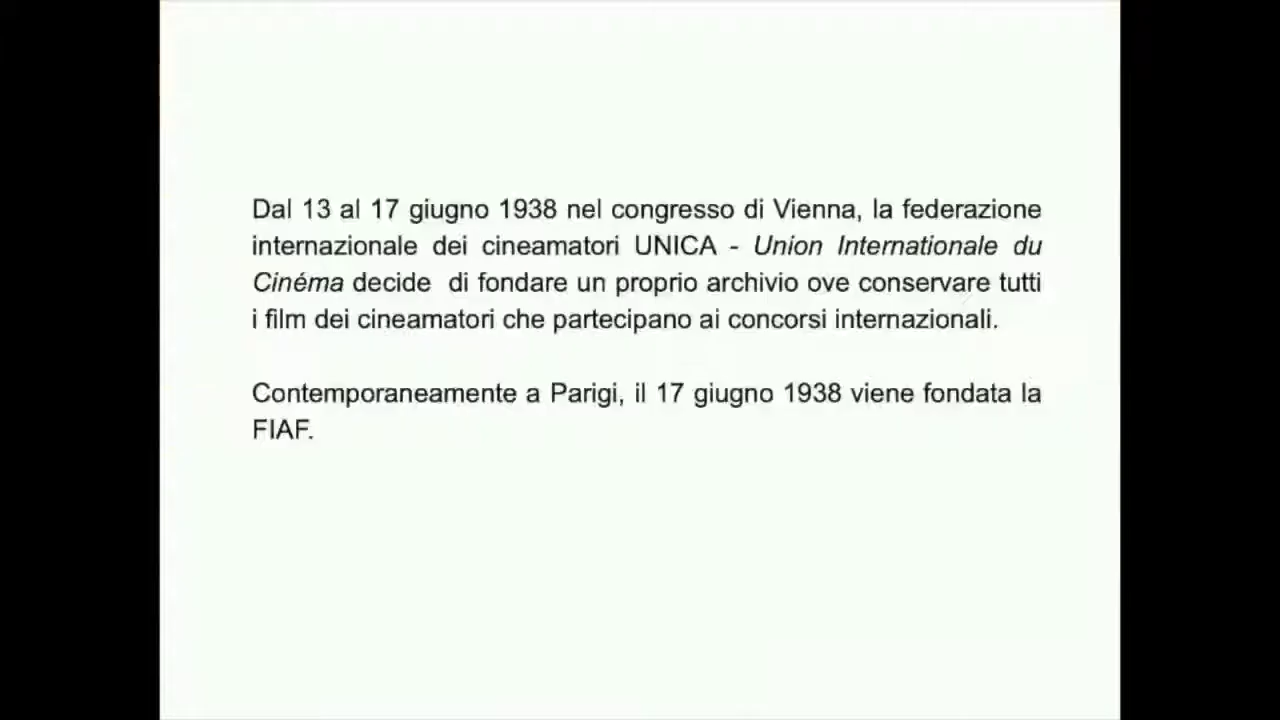 Dal 13 al 17 giugno 1938 nel congresso di Vienna, la federazione
internazionale dei cineamatori UNICA - Union Internationale du
Cinéma decide  di fondare un proprio archivio ove conservare tutti
i film dei cineamatori che partecipano ai concorsi internazionali.
Contemporaneamente a Parigi, il 17 giugno 1938 viene fondata la
FIAF.